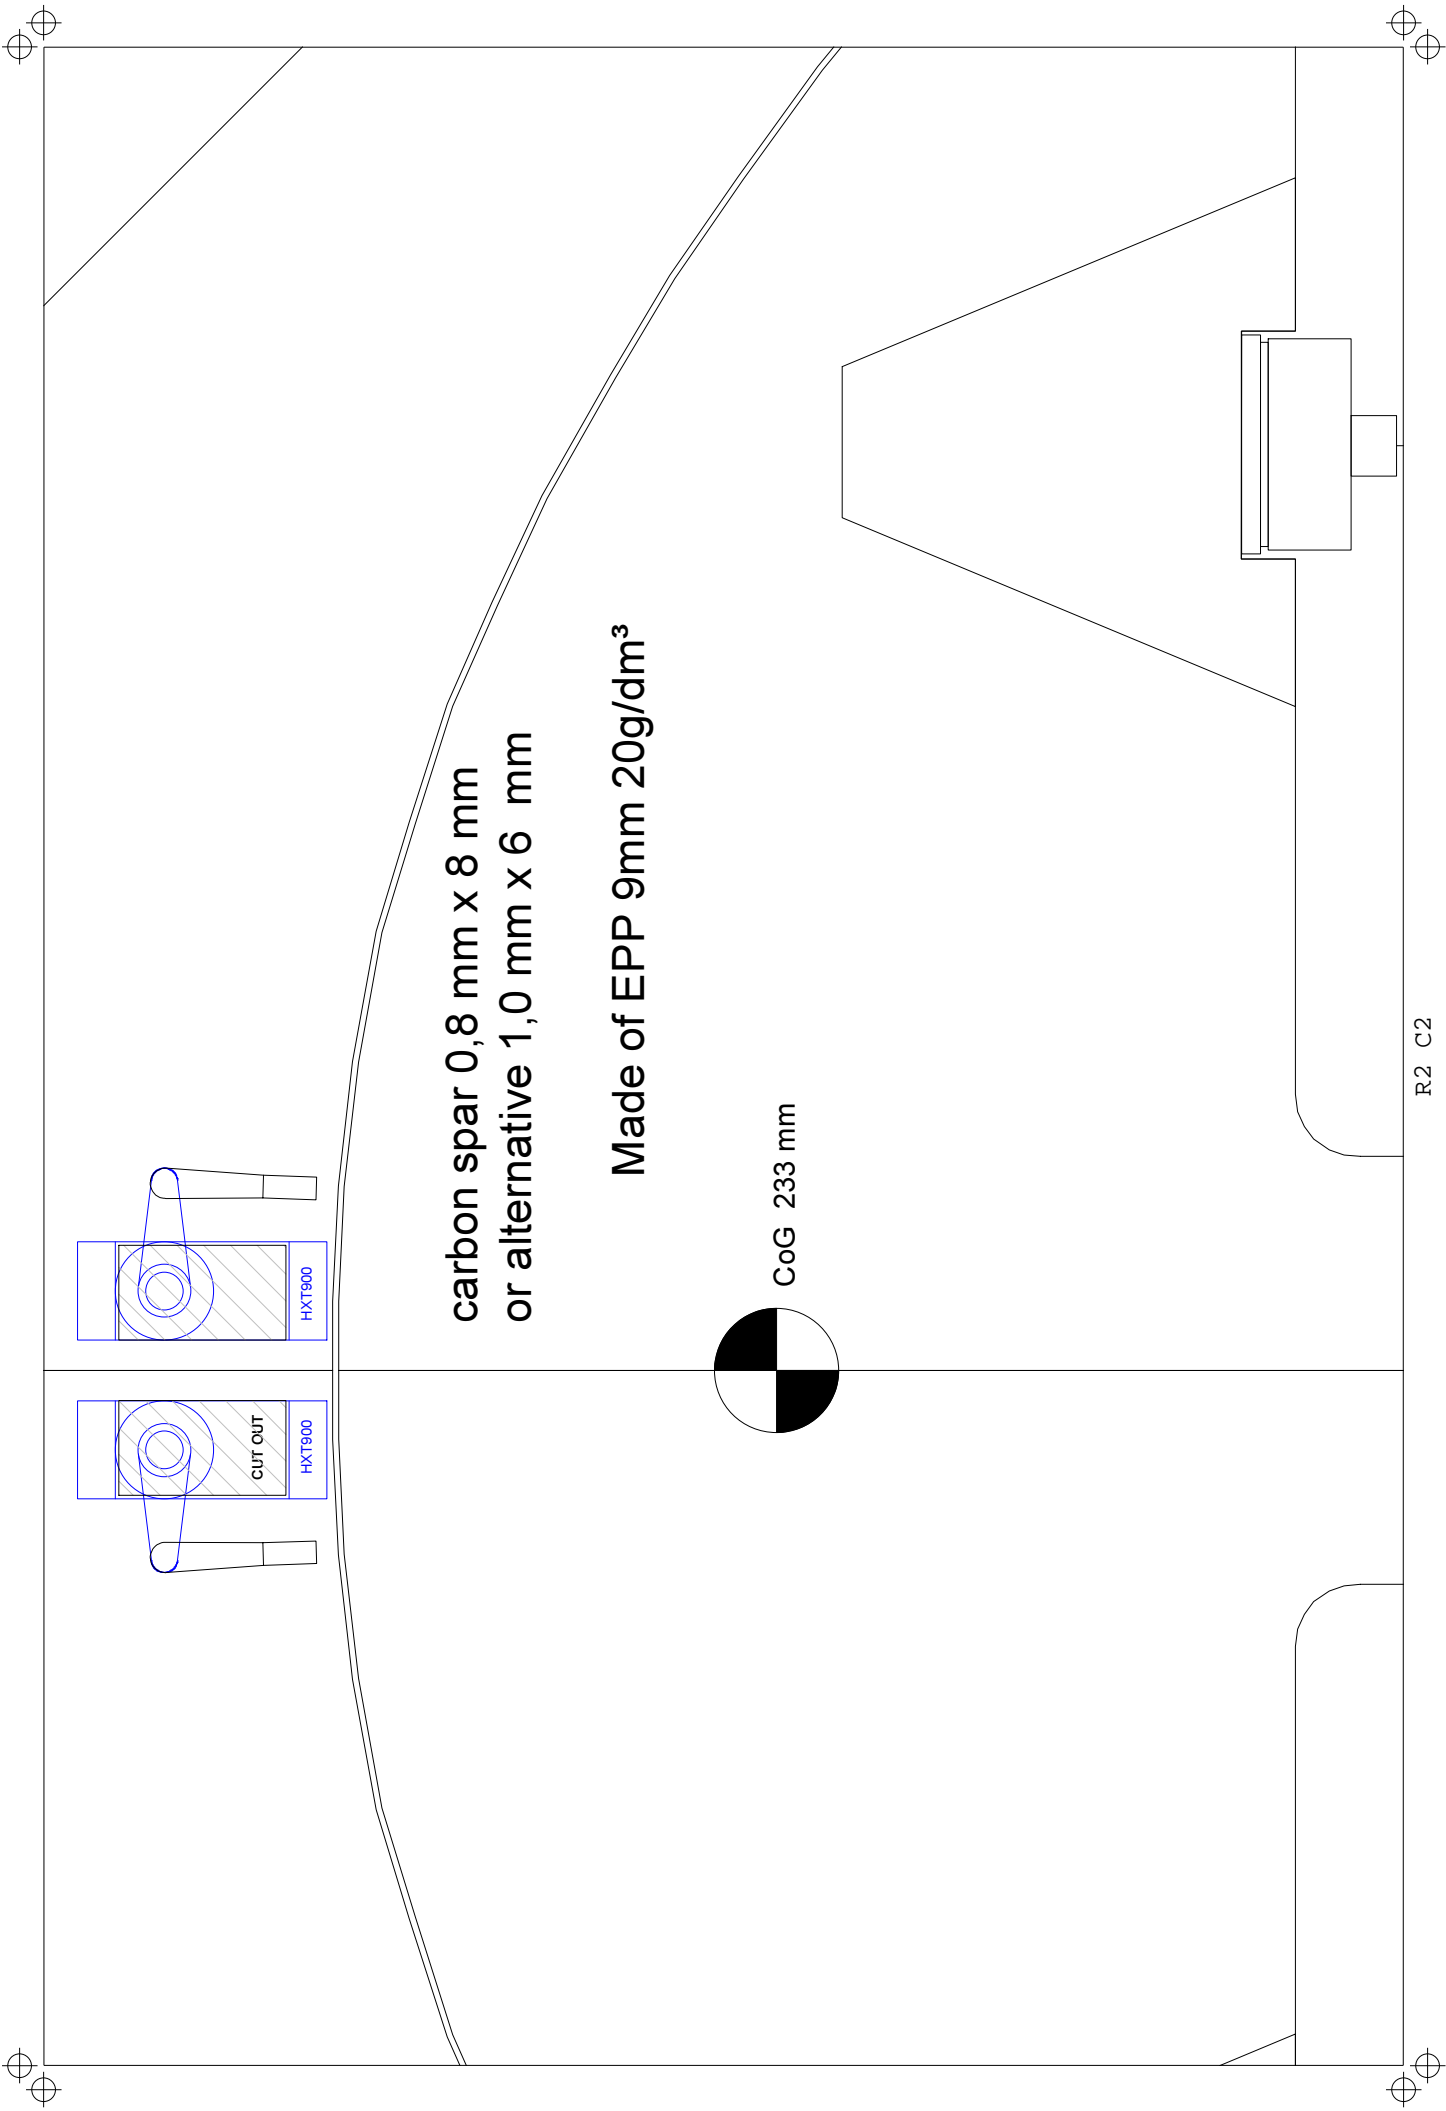 carbon spar 0,8 mm x 8 mm
or alternative 1,0 mm x 6 mm
Made of EPP 9mm 20g/dm³
CoG 233 mm
HXT900
CUT OUT
HXT900
R2 C2